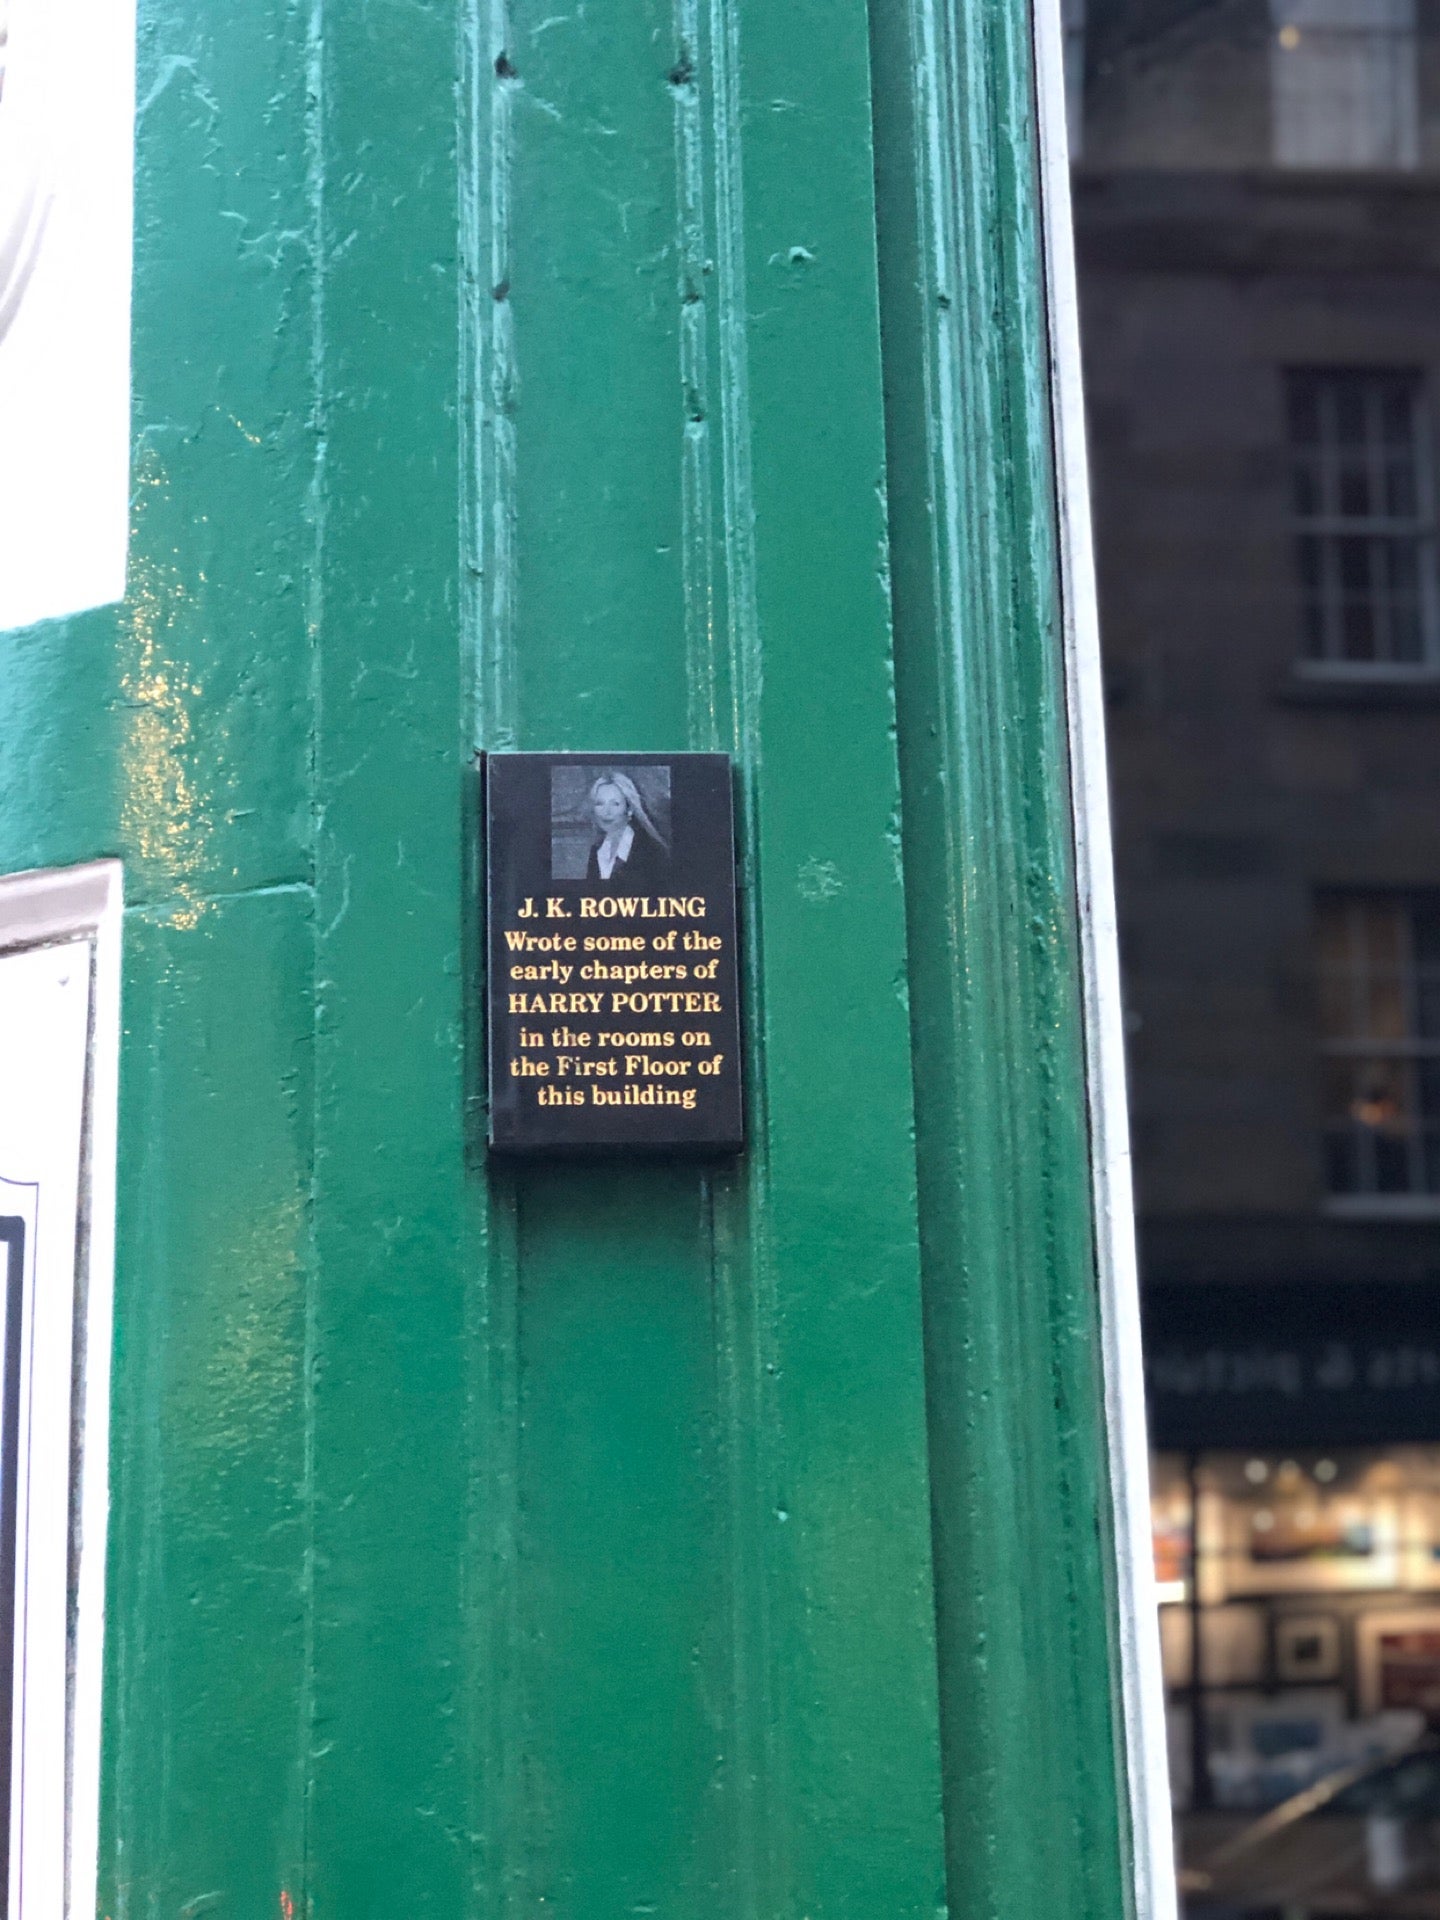 J. K. ROWLING
Wrote some of the
early chapters of
HARRY POTTER
in the rooms on
the First Floor of
this building